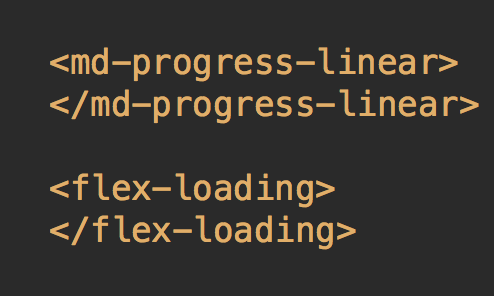 <md-progress-linear>
</md-progress-linear>
<flex-loading>
</flex-loading>